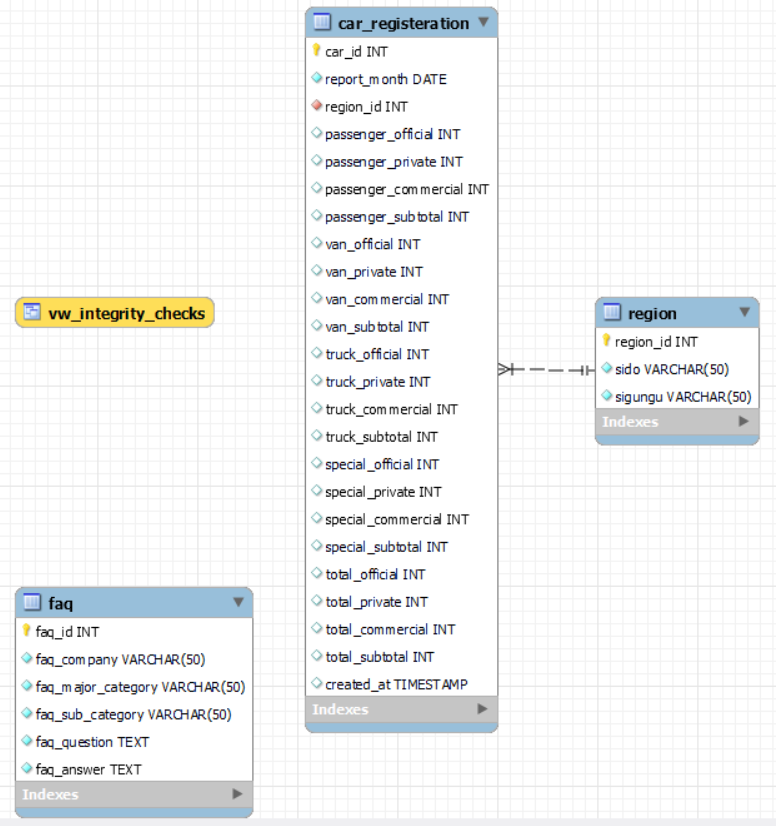 car_registeration
car_id INT
report_month DATE
region_id INT
passenger_official INT
passenger_private INT
passenger_commercial INT
passenger_subtotal INT
van_official INT
van_private INT
van_commercial INT
van_subtotal INT
truck_official INT
truck_private INT
truck_commercial INT
truck_subtotal INT
special_official INT
special_private INT
special_commercial INT
special_subtotal INT
total_official INT
total_private INT
total_commercial INT
total_subtotal INT
created_at TIMESTAMP
Indexes
vw_integrity_checks
region
region_id INT
sido VARCHAR(50)
sigungu VARCHAR(50)
Indexes
faq
faq_id INT
faq_company VARCHAR(50)
faq_major_category VARCHAR(50)
faq_sub_category VARCHAR(50)
faq_question TEXT
faq_answer TEXT
Indexes